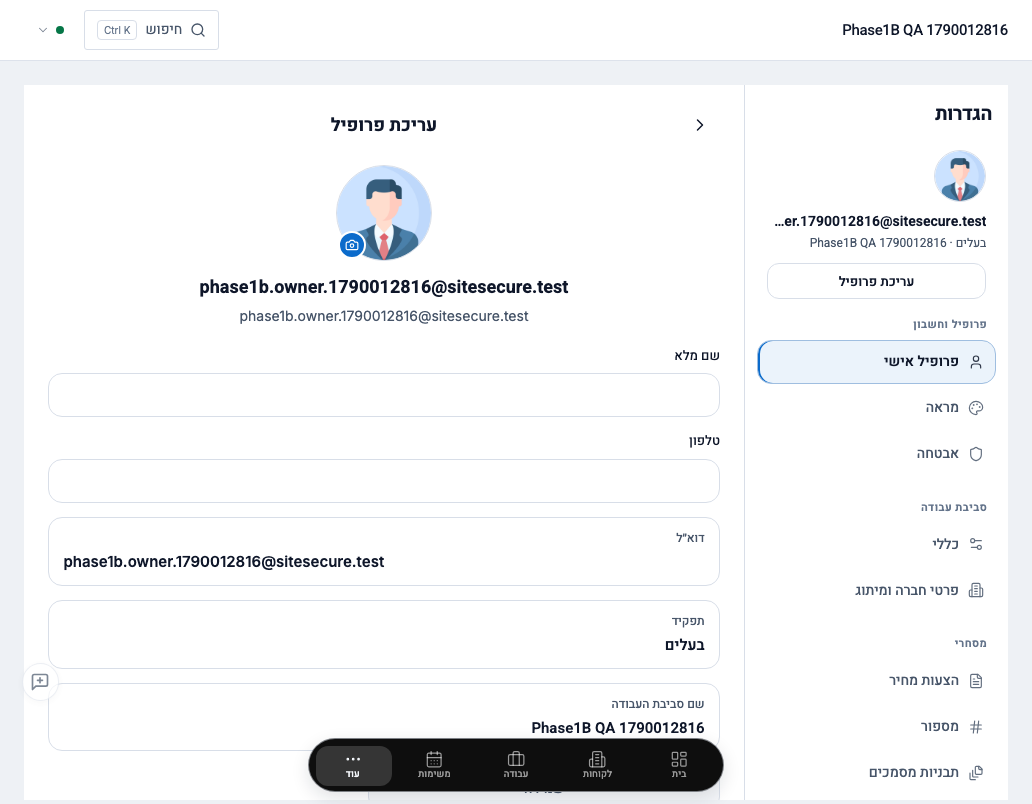 Phase1B QA 1790012816
חיפוש Ctrl K
הגדרות
er.1790012816@sitesecure.test...
בעלים · Phase1B QA 1790012816
עריכת פרופיל
פרופיל וחשבון
פרופיל אישי
מראה
אבטחה
סביבת עבודה
כללי
פרטי חברה ומיתוג
מסחרי
הצעות מחיר
מספור
תבניות מסמכים
עריכת פרופיל
phase1b.owner.1790012816@sitesecure.test
phase1b.owner.1790012816@sitesecure.test
שם מלא
טלפון
דוא״ל
phase1b.owner.1790012816@sitesecure.test
תפקיד
בעלים
שם סביבת העבודה
Phase1B QA 1790012816
בית
לקוחות
עבודה
משימות
עוד